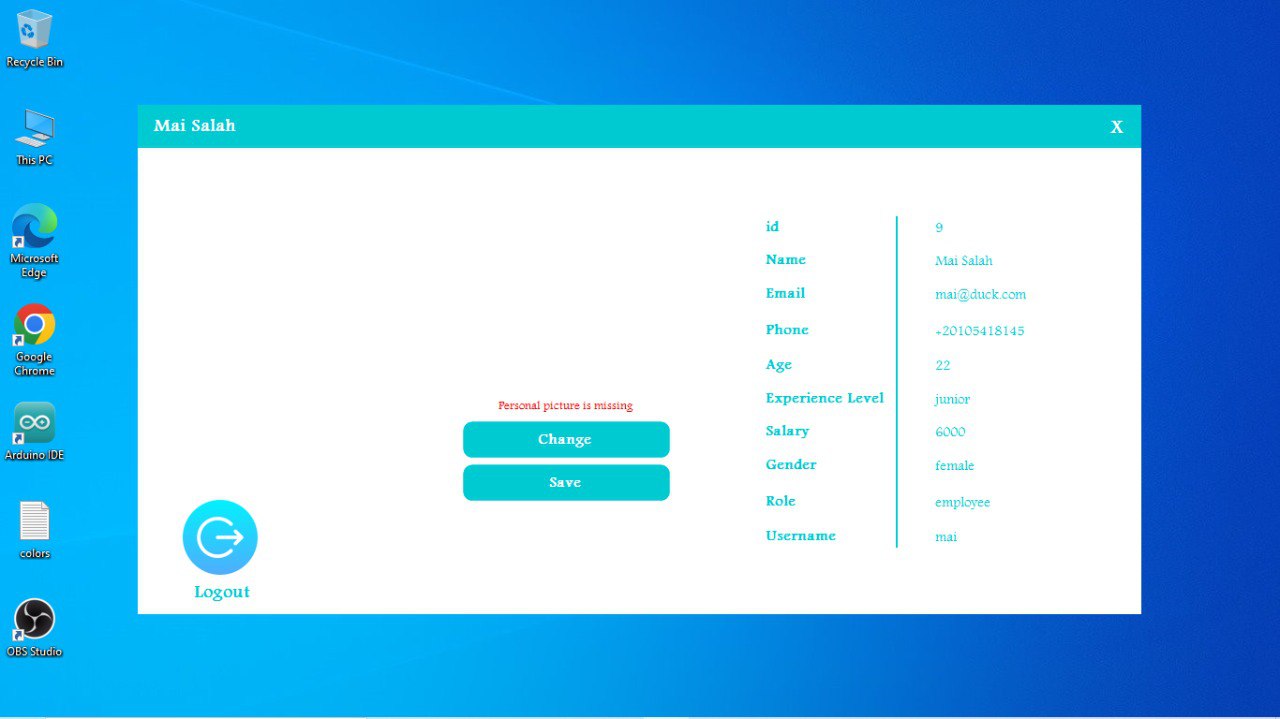 Recycle Bin
This PC
Microsoft
Edge
Google
Chrome
Arduino IDE
colors
OBS Studio
Mai Salah
X
Personal picture is missing
Change
Save
Logout
id 9
Name Mai Salah
Email mai@duck.com
Phone +20105418145
Age 22
Experience Level junior
Salary 6000
Gender female
Role employee
Username mai